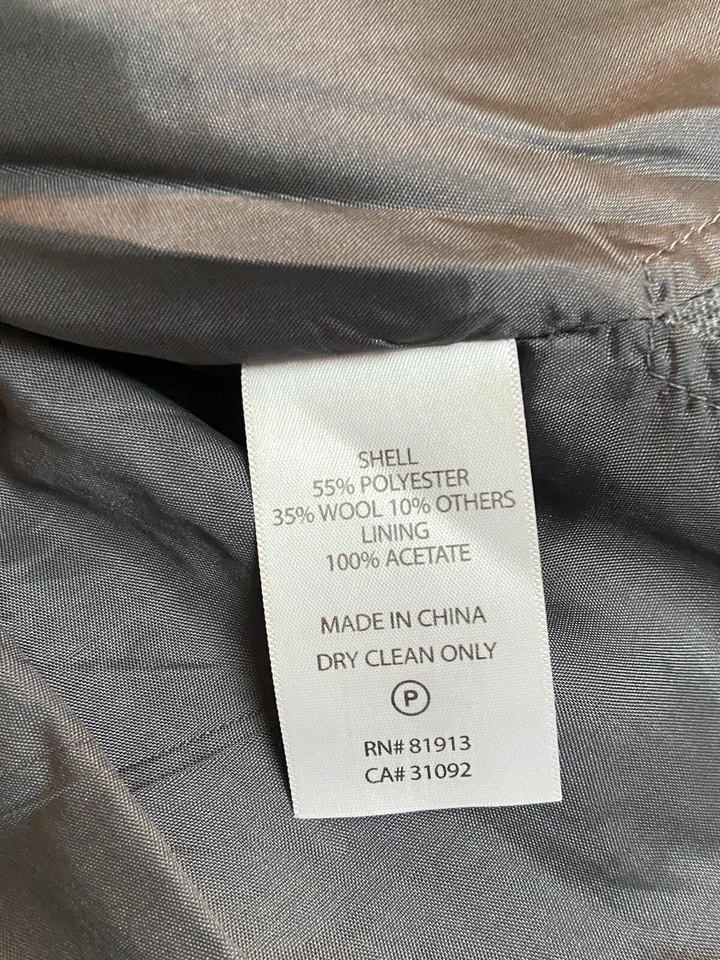 SHELL
55% POLYESTER
35% WOOL 10% OTHERS
LINING
100% ACETATE
MADE IN CHINA
DRY CLEAN ONLY
P
RN# 81913
CA# 31092